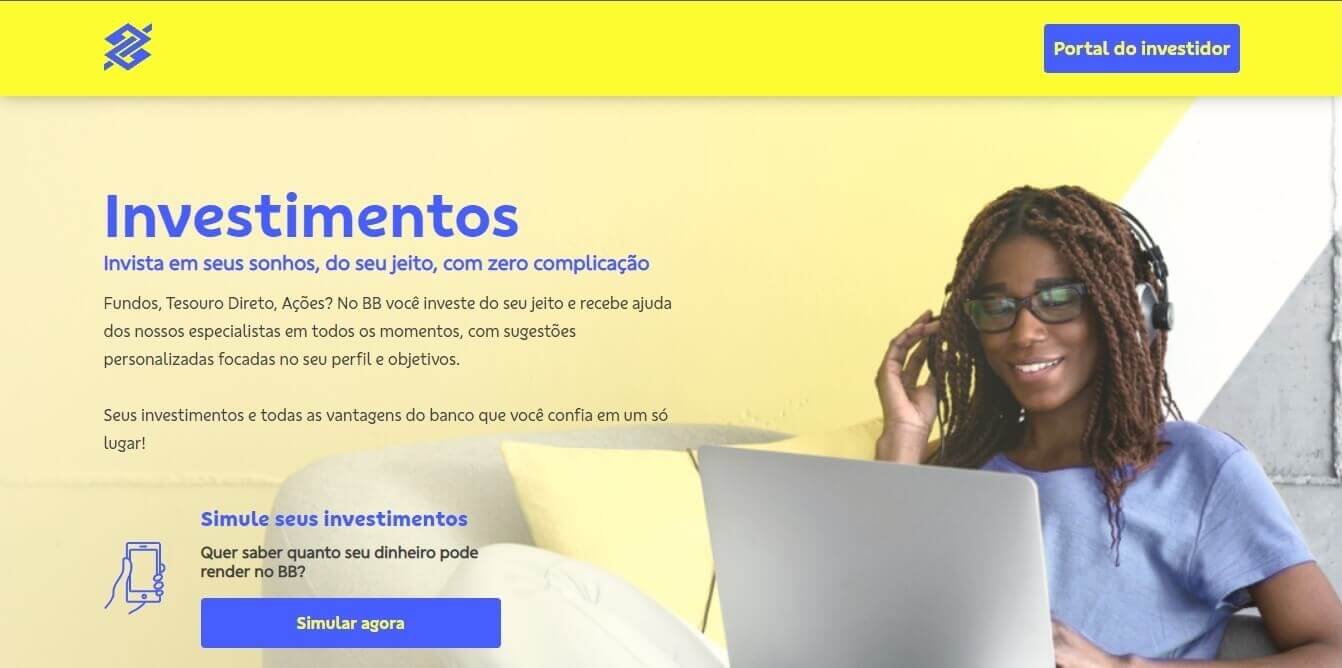 Portal do investidor
Investimentos
Invista em seus sonhos, do seu jeito, com zero complicação
Fundos, Tesouro Direto, Ações? No BB você investe do seu jeito e recebe ajuda
dos nossos especialistas em todos os momentos, com sugestões
personalizadas focadas no seu perfil e objetivos.
Seus investimentos e todas as vantagens do banco que você confia em um só
lugar!
Simule seus investimentos
Quer saber quanto seu dinheiro pode
render no BB?
Simular agora